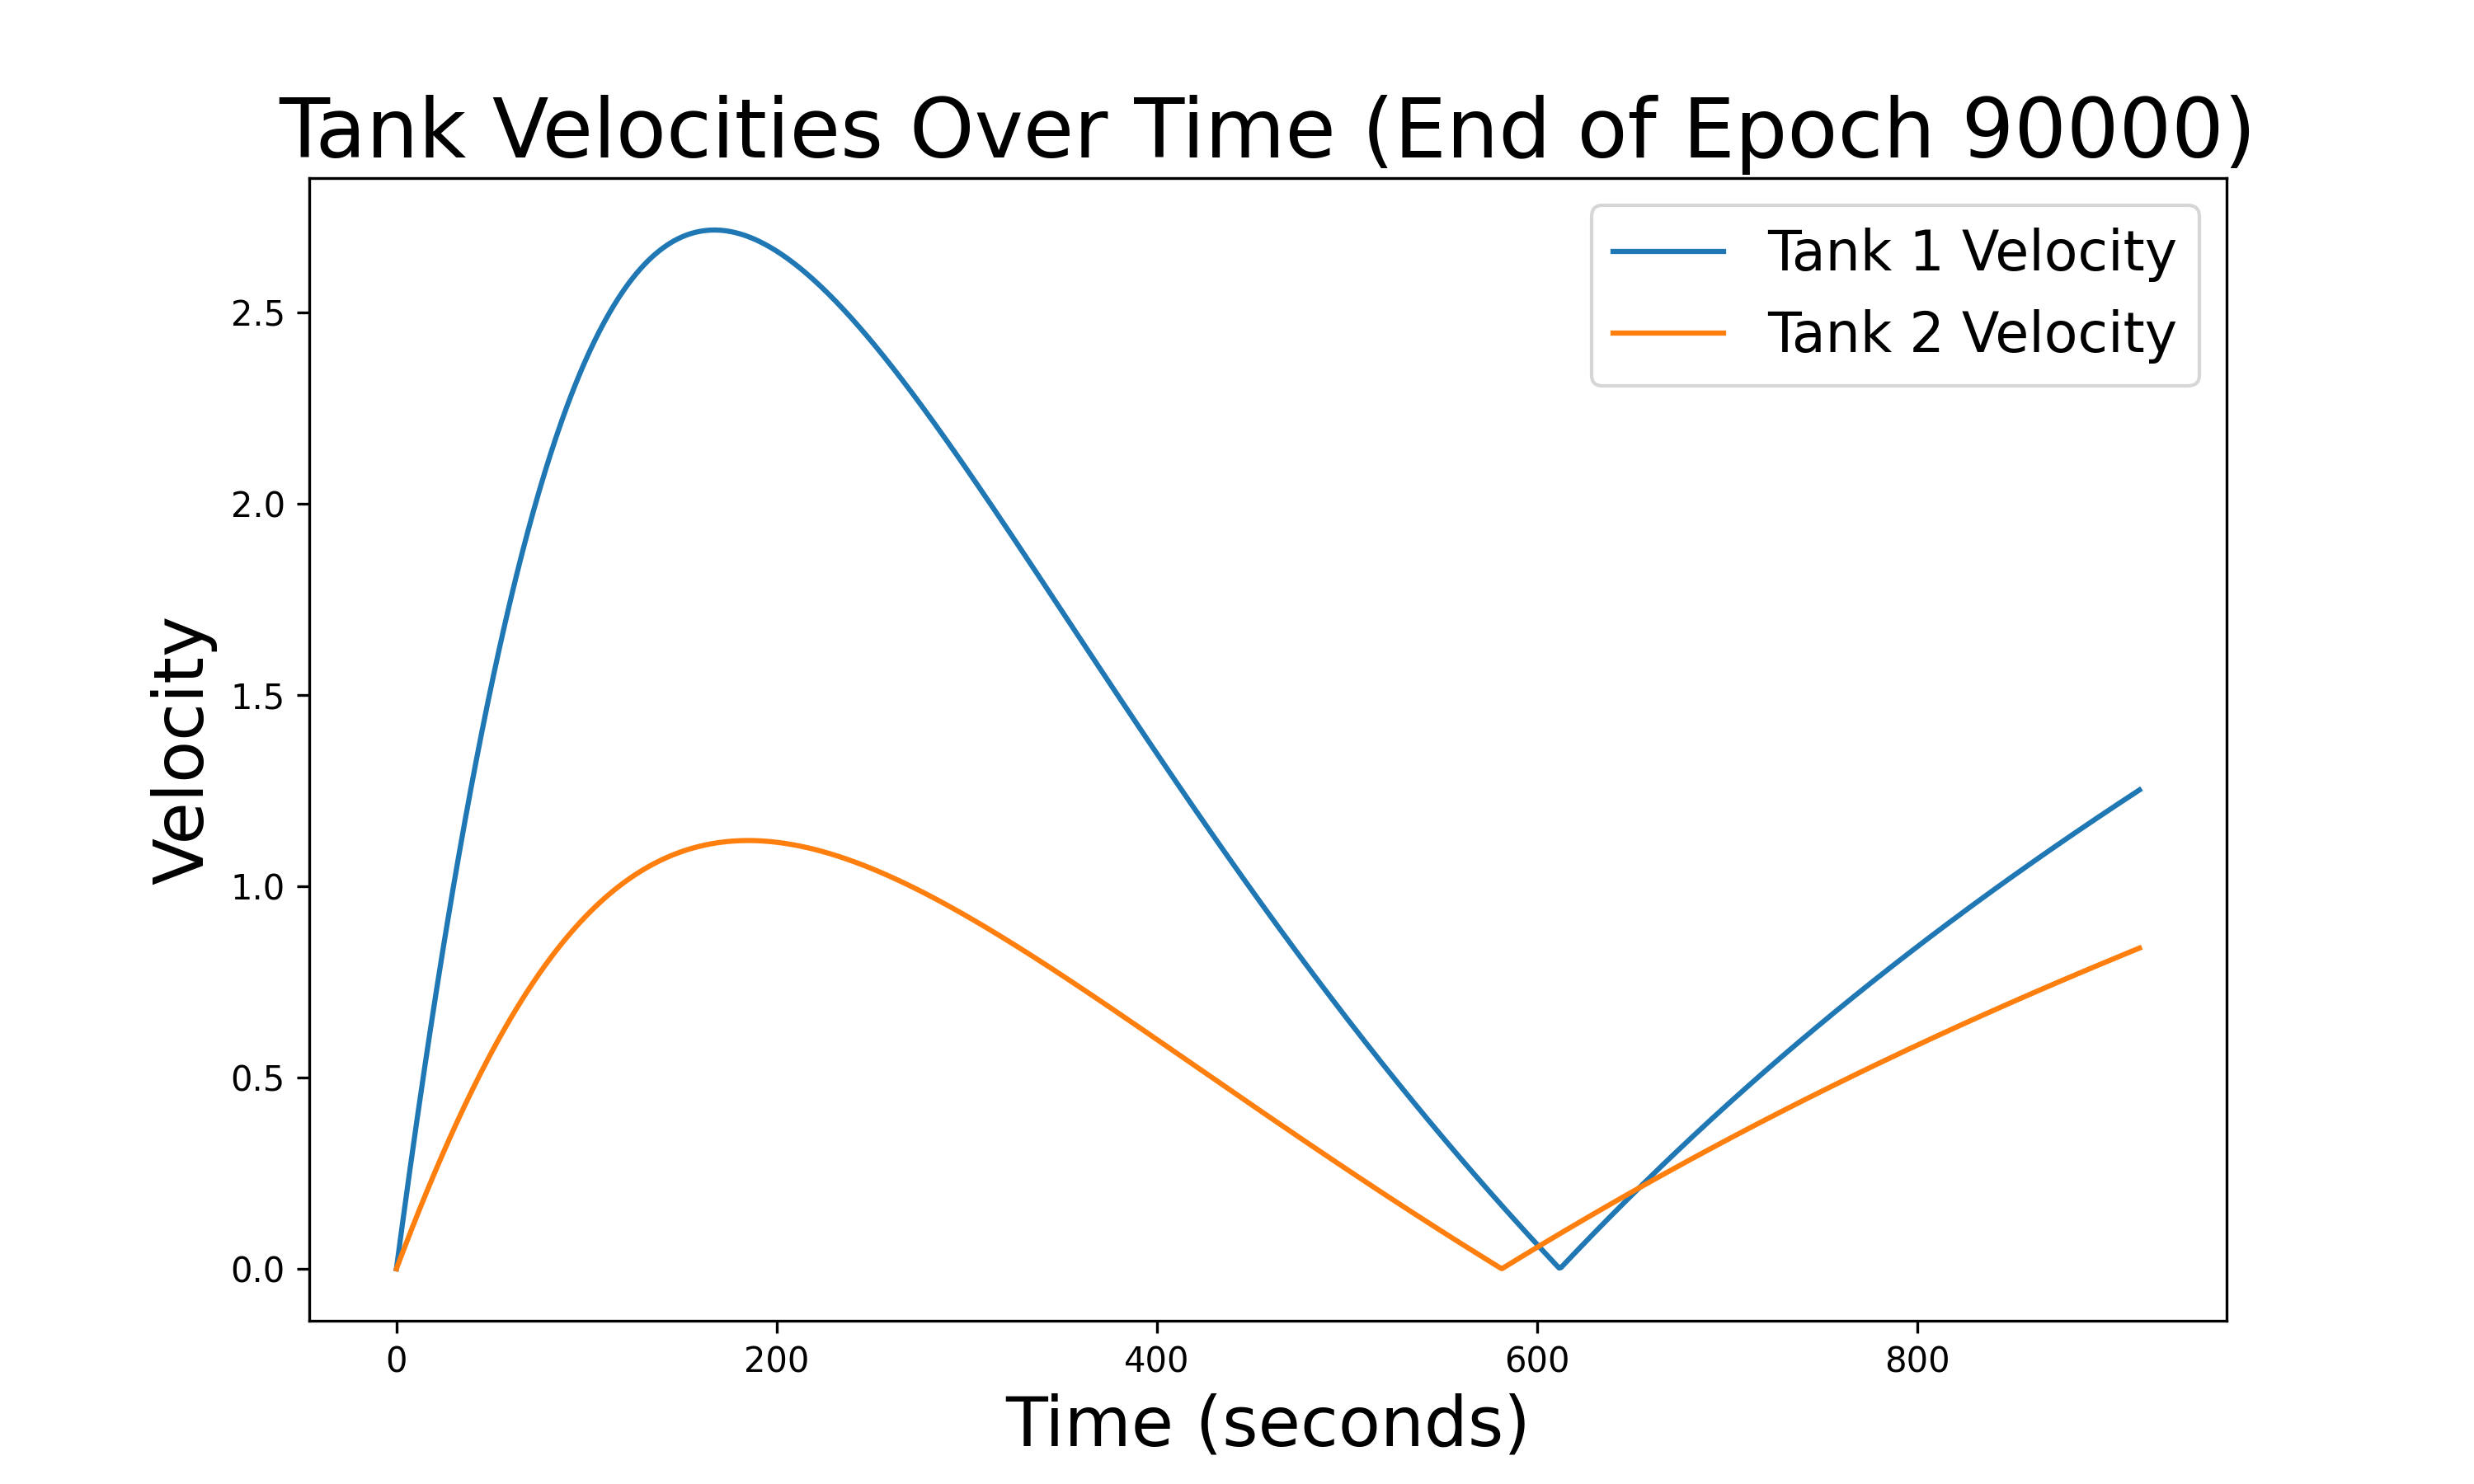 Tank Velocities Over Time (End of Epoch 90000)
Tank 1 Velocity
Tank 2 Velocity
Velocity
2.5
2.0
1.5
1.0
0.5
0.0
0 200 400 600 800
Time (seconds)